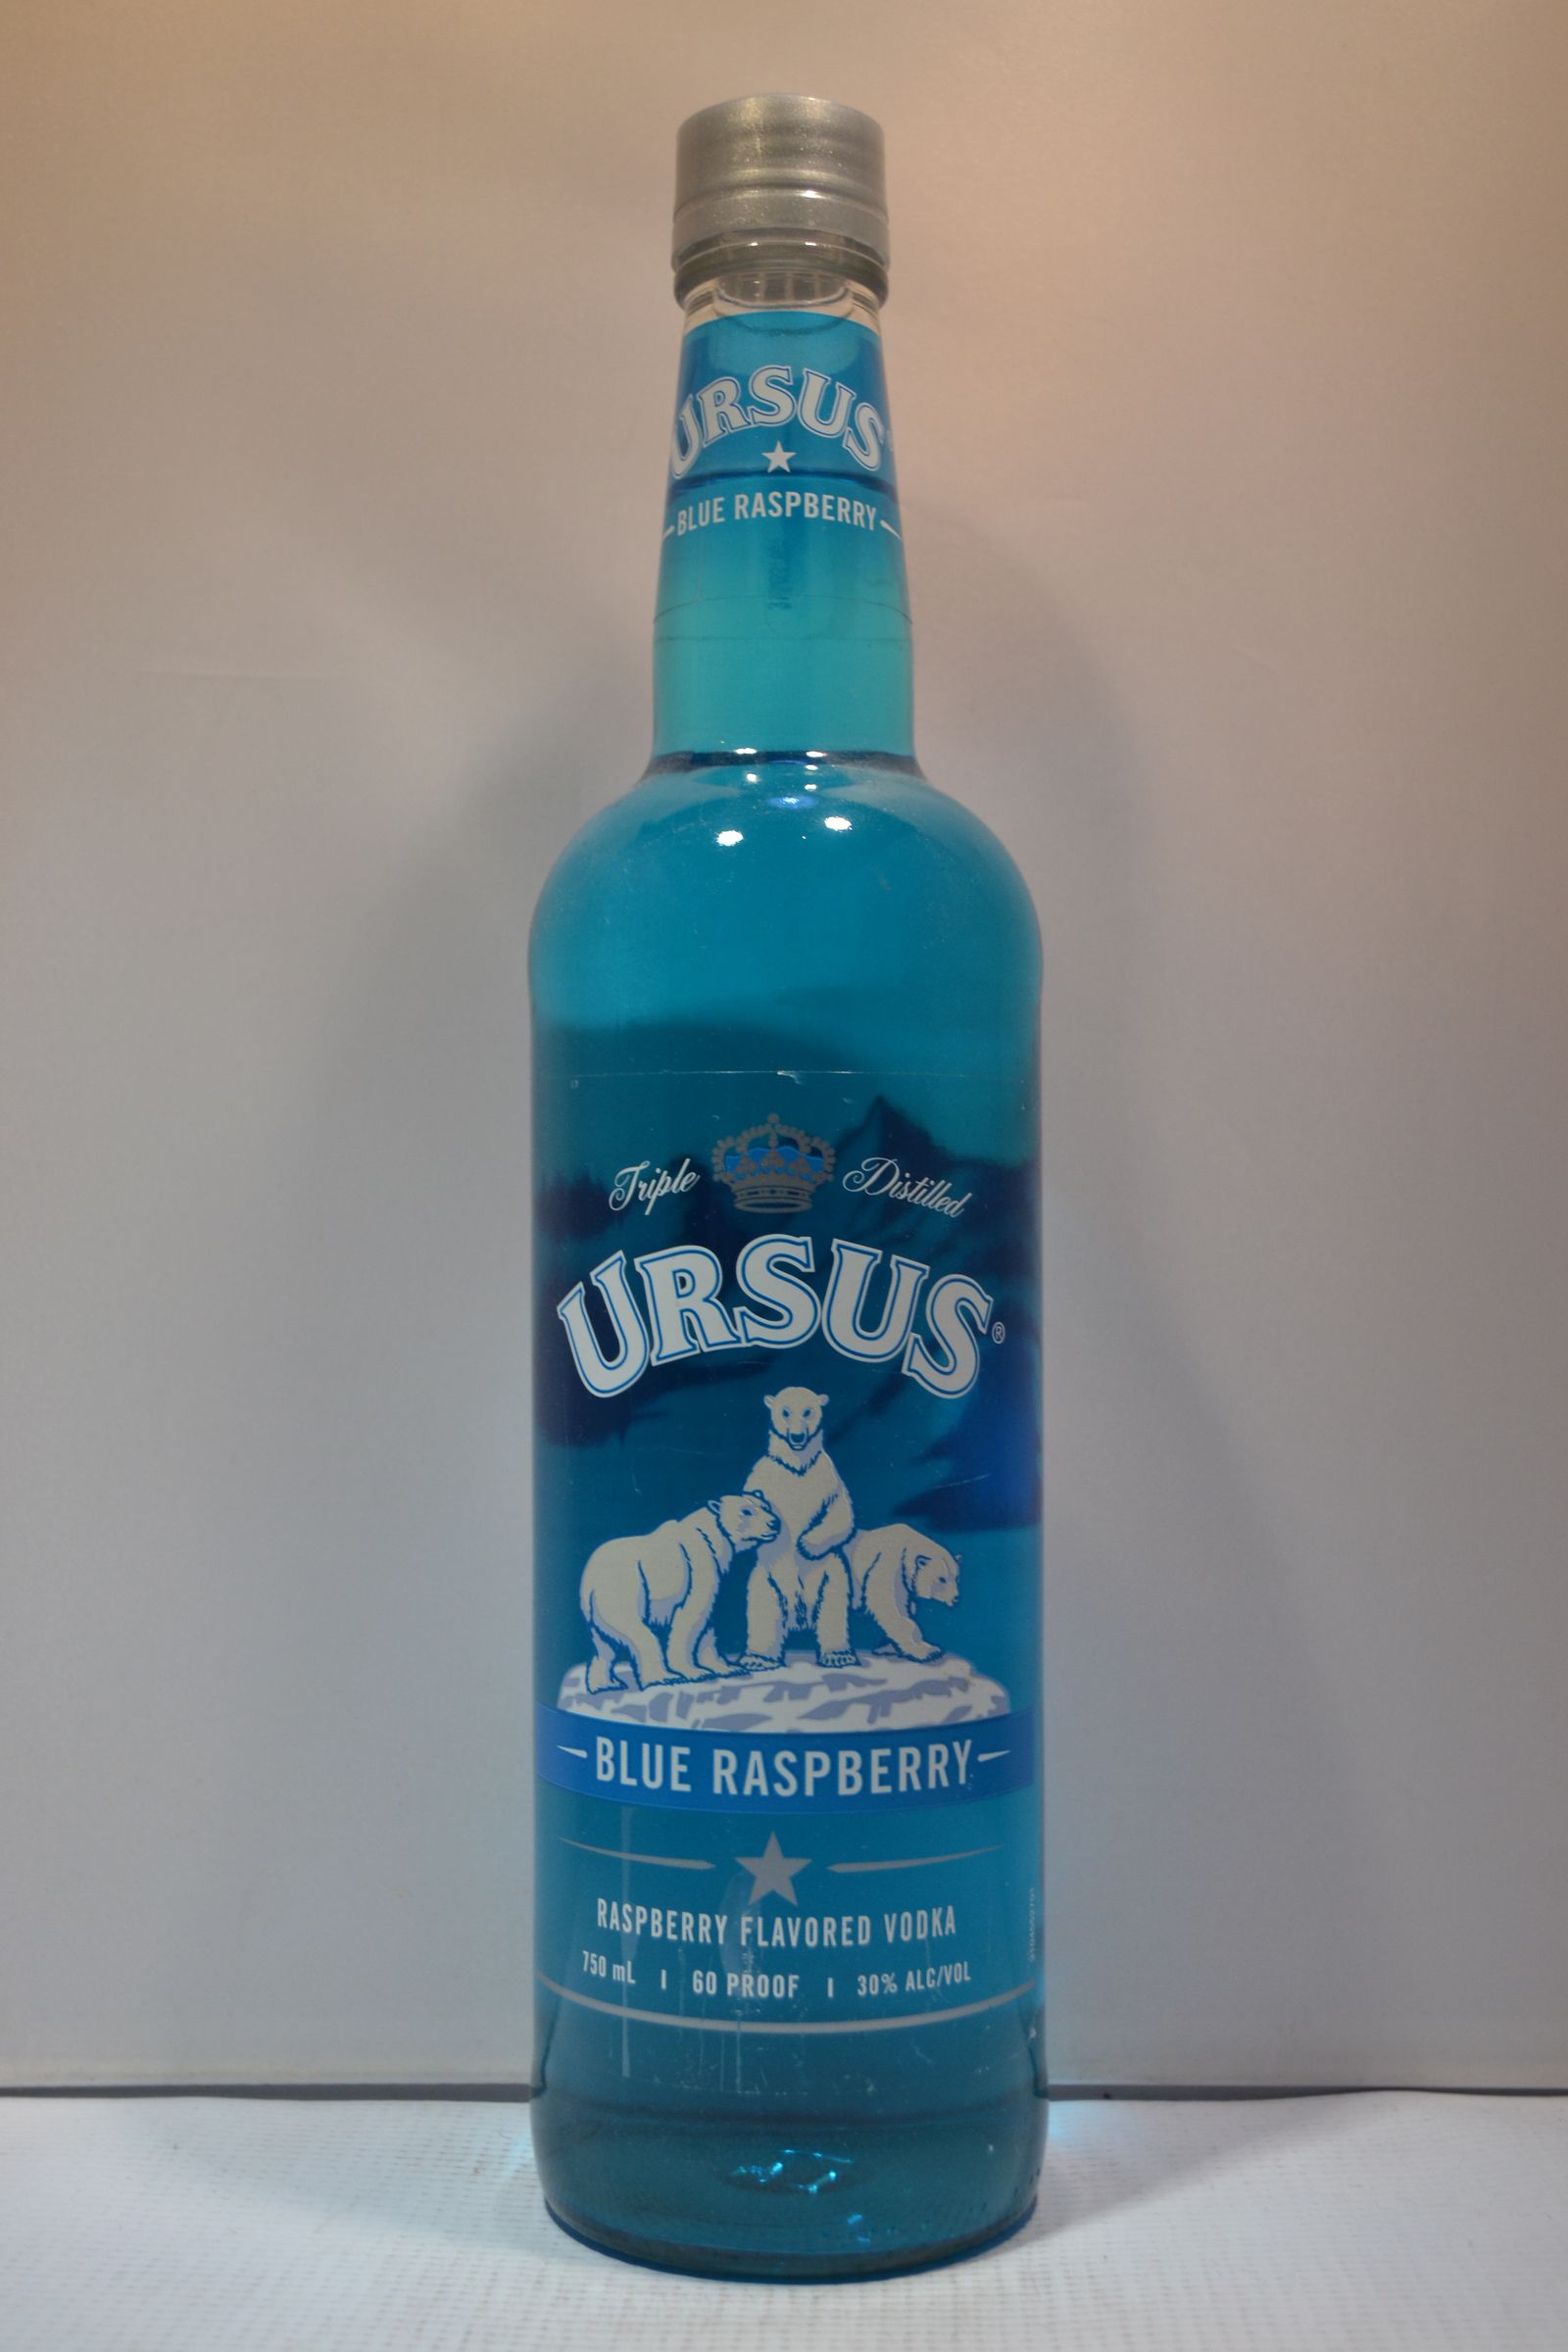 URSUS
BLUE RASPBERRY
Triple Distilled
URSUS®
BLUE RASPBERRY
RASPBERRY FLAVORED VODKA
750 mL | 60 PROOF | 30% ALC/VOL